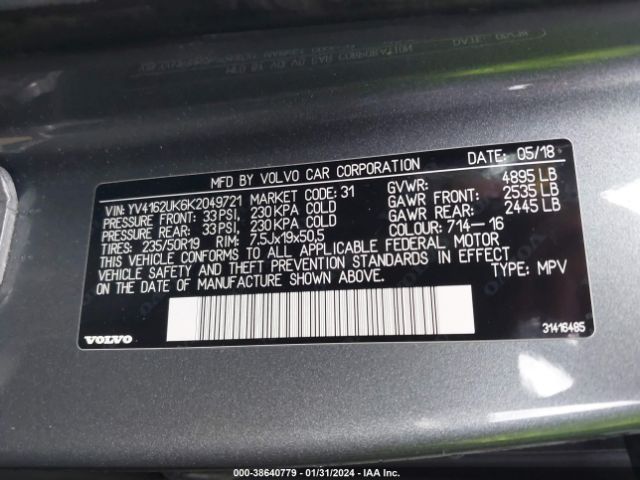 MFD BY VOLVO CAR CORPORATION DATE: 05/18
VIN: YV4162UK6K2049721 MARKET CODE: 31 GVWR: 4895 LB
PRESSURE FRONT: 33 PSI, 230 KPA COLD GAWR FRONT: 2535 LB
PRESSURE REAR: 33 PSI, 230 KPA COLD GAWR REAR: 2445 LB
TIRES: 235/50R19 RIM: 7,5Jx19x50,5 COLOUR: 714-16
THIS VEHICLE CONFORMS TO ALL APPLICABLE FEDERAL MOTOR
VEHICLE SAFETY AND THEFT PREVENTION STANDARDS IN EFFECT
ON THE DATE OF MANUFACTURE SHOWN ABOVE. TYPE: MPV
VOLVO 31416485
000-38640779 - 01/31/2024 - IAA Inc.